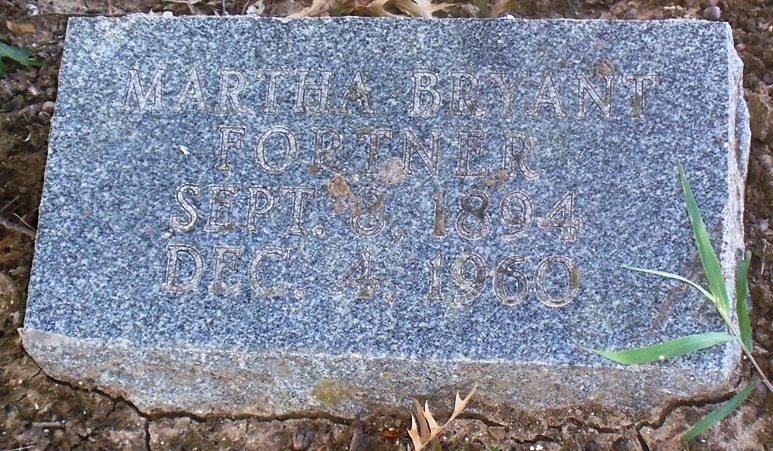 MARTHA BRYANT
FORTNER
SEPT. 8, 1894
DEC. 4, 1960